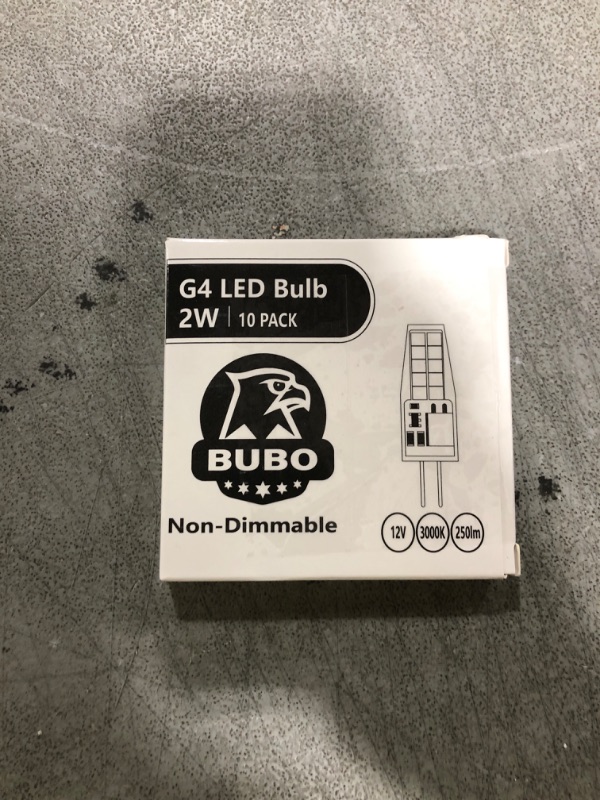 G4 LED Bulb
2W | 10 PACK
BUBO
Non-Dimmable
12V 3000K 250lm